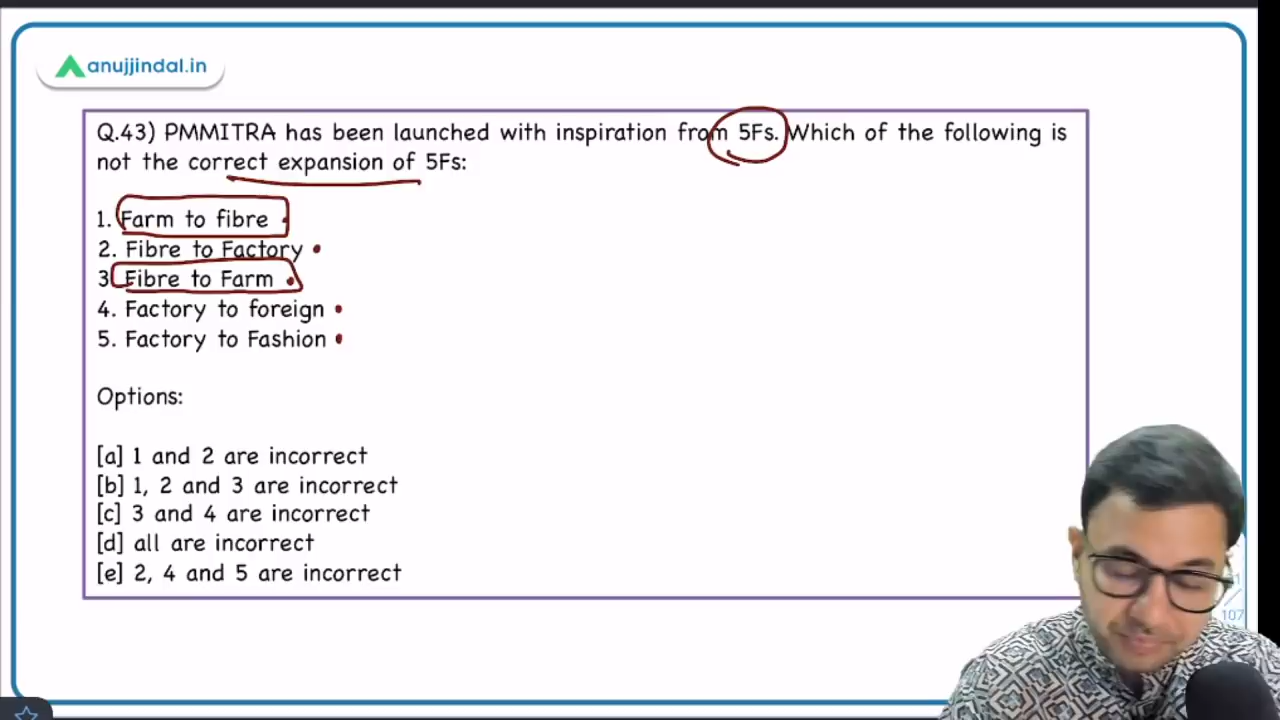 anujjindal.in
Q.43) PMMITRA has been launched with inspiration from 5Fs. Which of the following is
not the correct expansion of 5Fs:
1. Farm to fibre
2. Fibre to Factory
3 Fibre to Farm
4. Factory to foreign
5. Factory to Fashion
Options:
[a] 1 and 2 are incorrect
[b] 1, 2 and 3 are incorrect
[c] 3 and 4 are incorrect
[d] all are incorrect
[e] 2, 4 and 5 are incorrect
107